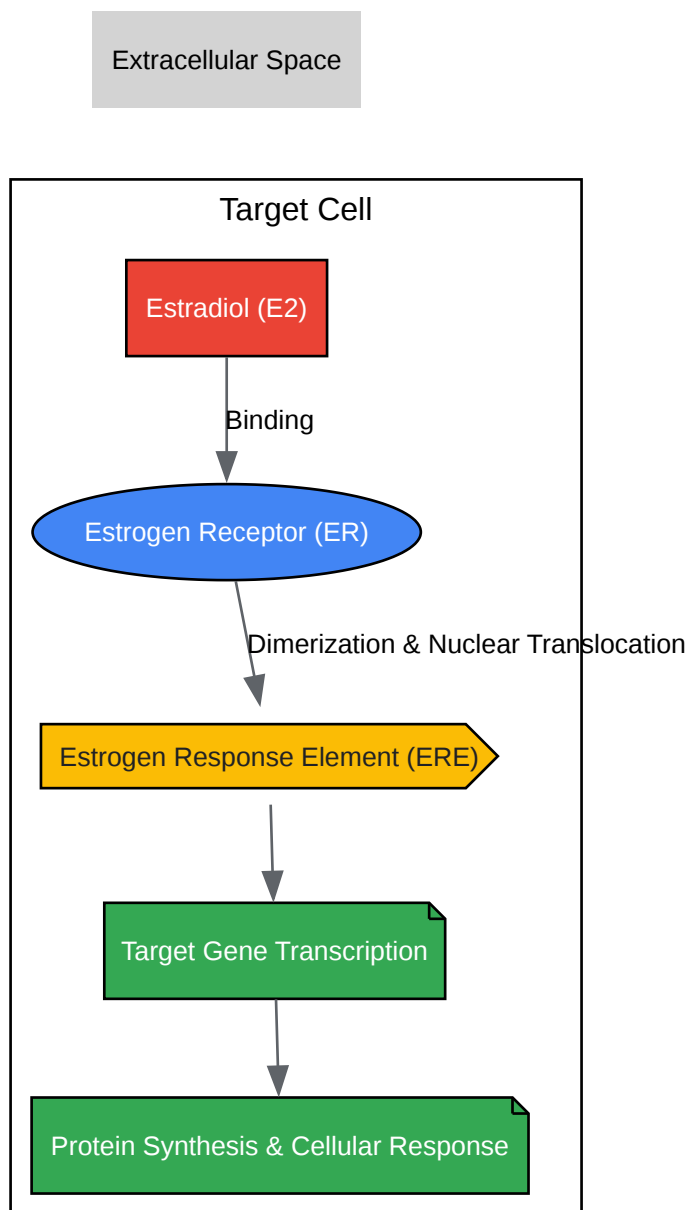 Extracellular Space
Target Cell
Estradiol (E2)
Binding
Estrogen Receptor (ER)
Dimerization & Nuclear Translocation
Estrogen Response Element (ERE)
Target Gene Transcription
Protein Synthesis & Cellular Response